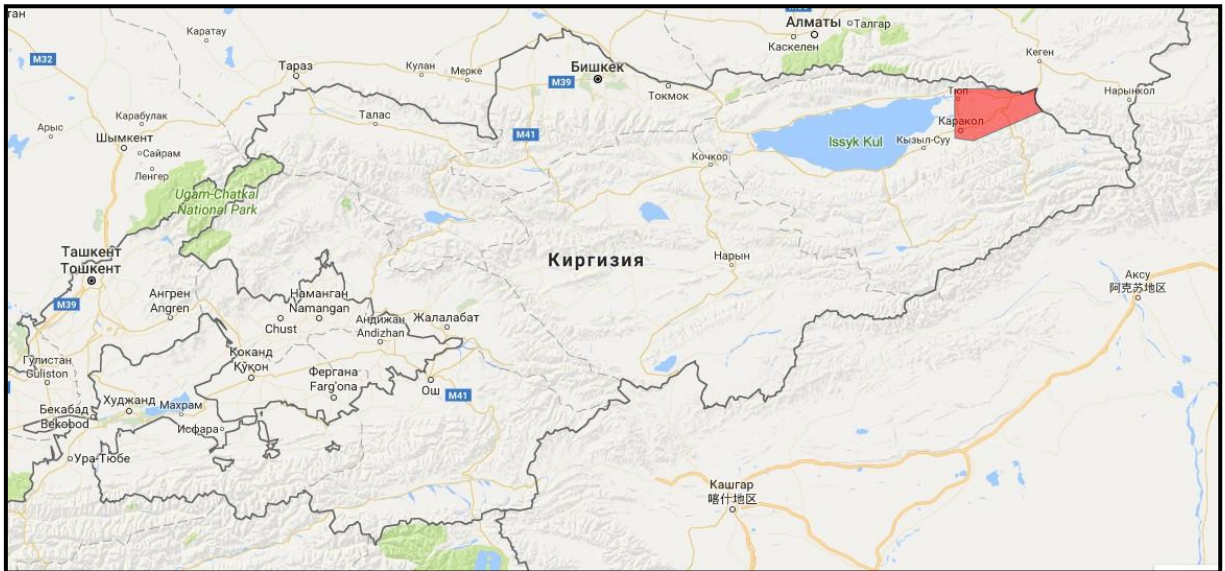 тан
Каратау
M32
Тараз
Кулан
Мерке
Бишкек
M39
Токмок
Алматы
Талгар
Каскелен
Кеген
Нарынкол
Тюп
Каракол
Кызыл-Суу
Issyk Kul
Арыс
Карабулак
Шымкент
Сайрам
Ленгер
Талас
M41
Кочкор
Ugam-Chatkal
National Park
Ташкент
Тошкент
M39
Киргизия
Нарын
Аксу
阿克苏地区
Ангрен
Angren
Наманган
Namangan
Chust
Андижан
Andizhan
Жалалабат
Гулистан
Guliston
Коканд
Қўқон
Фергана
Farg'ona
Ош
M41
Бекабад
Bekobod
Худжанд
Махрам
Исфара
Ура-Тюбе
Кашгар
喀什地区